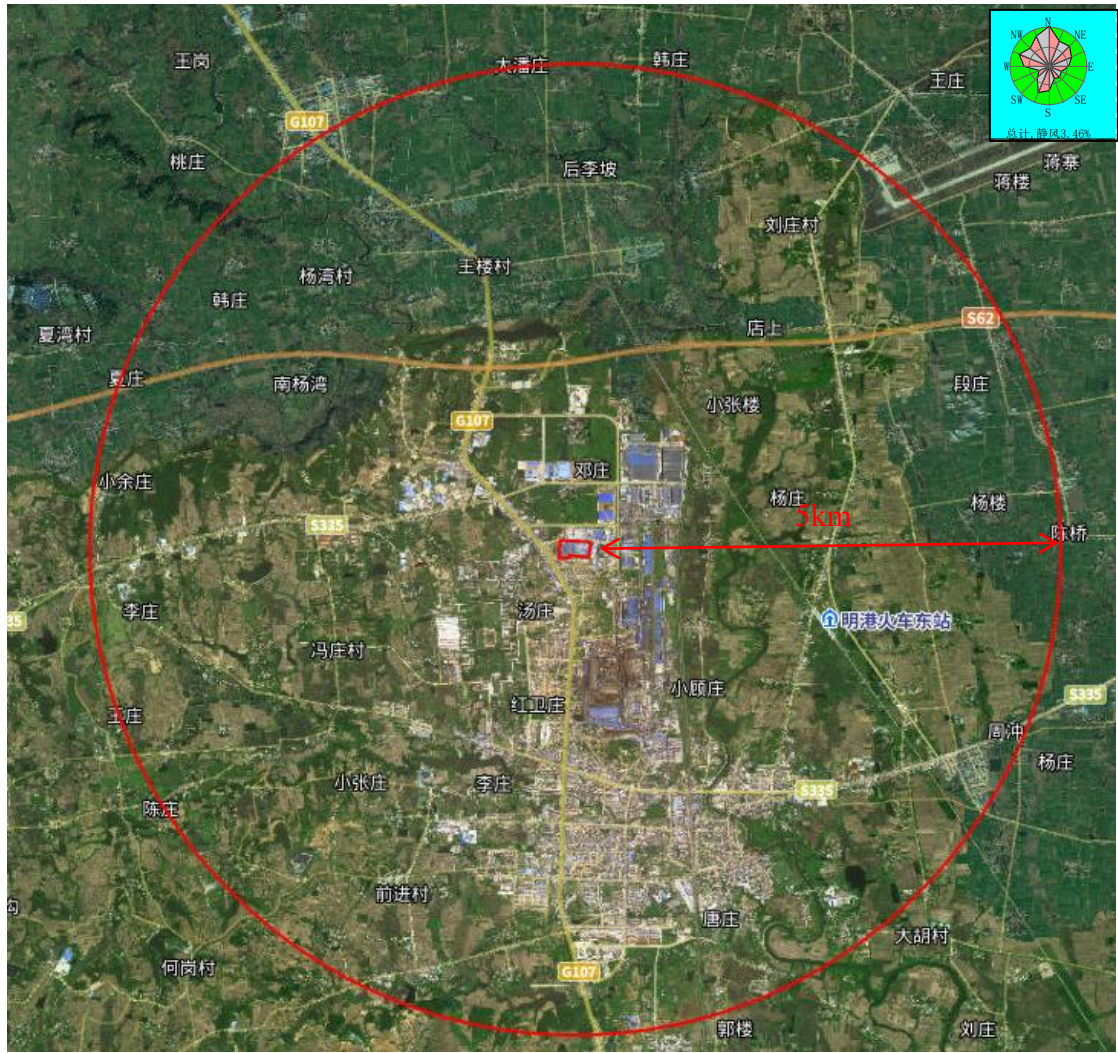 N
NW
NE
W
E
SW
SE
S
总计,静风3.46%
王岗
大潘庄
韩庄
王庄
G107
桃庄
后李坡
蒋寨
蒋楼
刘庄村
王楼村
杨湾村
韩庄
夏湾村
S62
店上
夏庄
南杨湾
段庄
小张楼
G107
邓庄
小余庄
杨庄
杨楼
5km
S335
陈桥
李庄
汤庄
35
明港火车东站
冯庄村
小顾庄
S335
红卫庄
王庄
周冲
杨庄
小张庄
李庄
S335
陈庄
前进村
沟
唐庄
大胡村
何岗村
G107
郭楼
刘庄